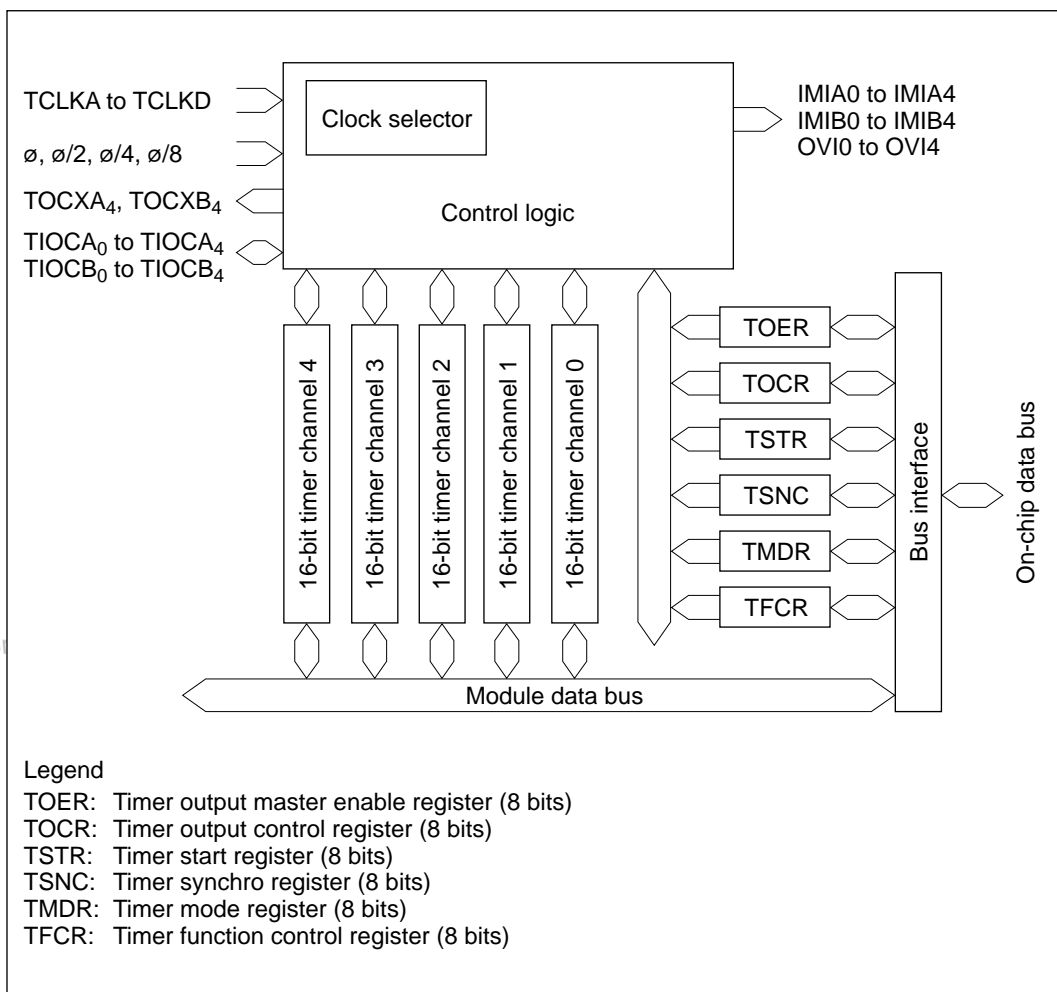 TCLKA to TCLKD
ø, ø/2, ø/4, ø/8
TOCXA₄, TOCXB₄
TIOCA₀ to TIOCA₄
TIOCB₀ to TIOCB₄
Clock selector
Control logic
IMIA0 to IMIA4
IMIB0 to IMIB4
OVI0 to OVI4
16-bit timer channel 4
16-bit timer channel 3
16-bit timer channel 2
16-bit timer channel 1
16-bit timer channel 0
TOER
TOCR
TSTR
TSNC
TMDR
TFCR
Bus interface
On-chip data bus
Module data bus
Legend
TOER: Timer output master enable register (8 bits)
TOCR: Timer output control register (8 bits)
TSTR: Timer start register (8 bits)
TSNC: Timer synchro register (8 bits)
TMDR: Timer mode register (8 bits)
TFCR: Timer function control register (8 bits)